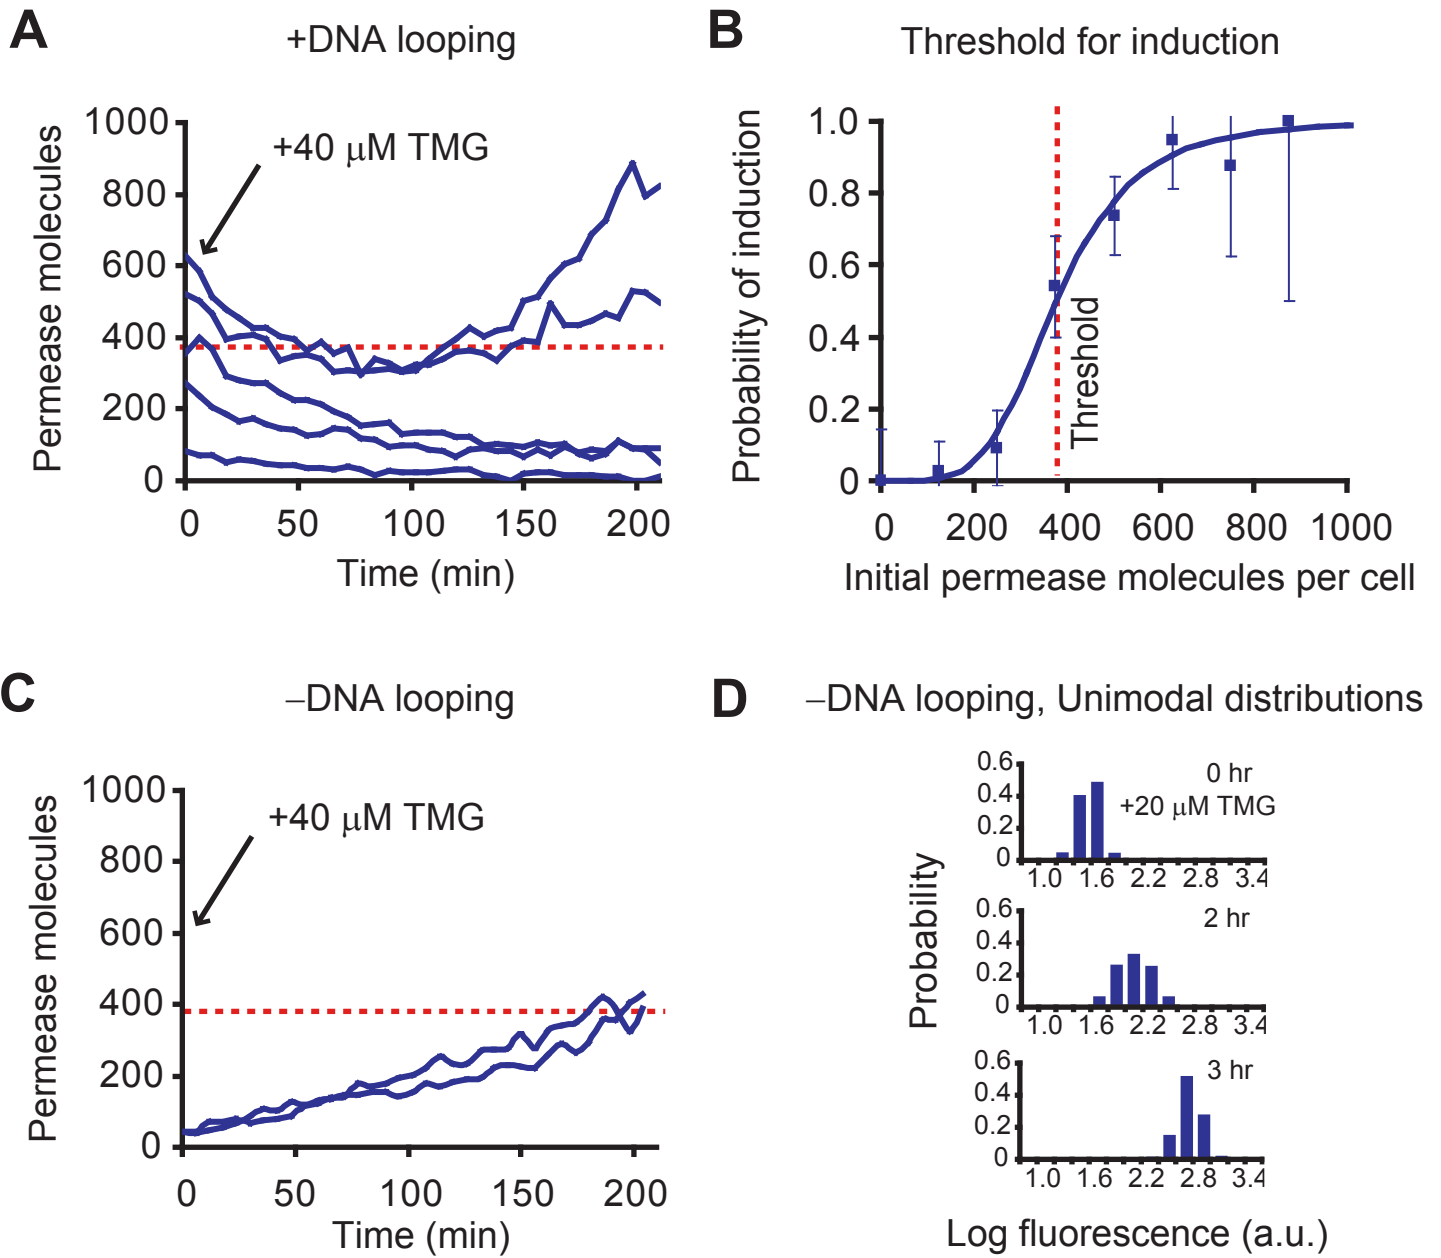 A
+DNA looping
+40 μM TMG
Permease molecules
1000
800
600
400
200
0
0 50 100 150 200
Time (min)
B
Threshold for induction
Probability of induction
1.0
0.8
0.6
0.4
0.2
0
Threshold
0 200 400 600 800 1000
Initial permease molecules per cell
C
–DNA looping
+40 μM TMG
Permease molecules
1000
800
600
400
200
0
0 50 100 150 200
Time (min)
D
–DNA looping, Unimodal distributions
Probability
0.6
0.4
0.2
0
0 hr
+20 μM TMG
1.0 1.6 2.2 2.8 3.4
0.6
0.4
0.2
0
2 hr
1.0 1.6 2.2 2.8 3.4
0.6
0.4
0.2
0
3 hr
1.0 1.6 2.2 2.8 3.4
Log fluorescence (a.u.)